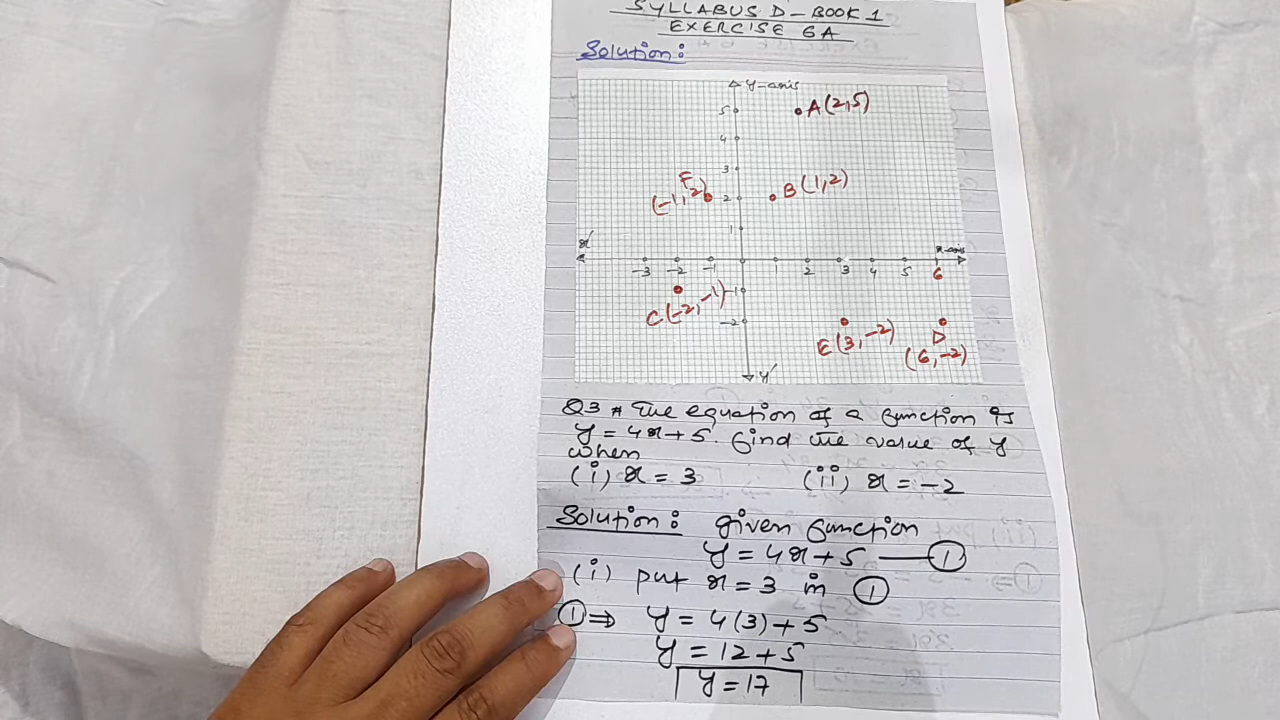 SYLLABUS D - BOOK 1
EXERCISE 6A
Solution:
y-axis
5
A(2,5)
4
3
F
(-1,2)
2
B(1,2)
1
x'
x-axis
-3 -2 -1 1 2 3 4 5 6
-1
C(-2,-1)
-2
E(3,-2)
D
(6,-2)
y'
Q3 # The equation of a function is
y = 4x+5. Find the value of y
when
(i) x = 3 (ii) x = -2
Solution: given function
y = 4x+5 — ①
(i) put x = 3 in ①
①⇒ y = 4(3)+5
y = 12+5
y = 17